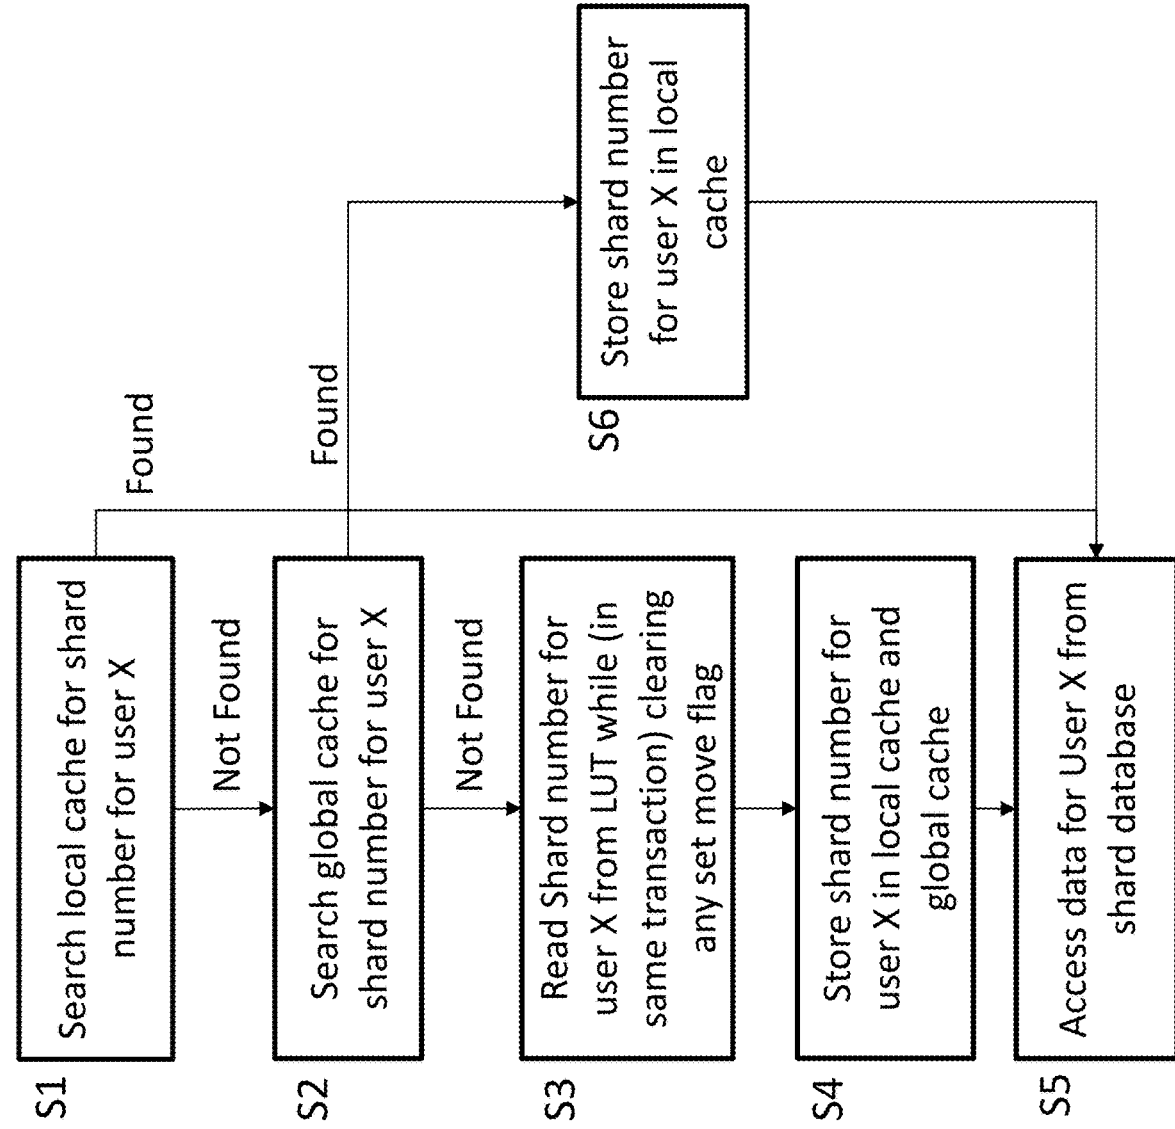 S1
Search local cache for shard
number for user X
Found
Not Found
S2
Search global cache for
shard number for user X
Found
Not Found
S3
Read Shard number for
user X from LUT while (in
same transaction) clearing
any set move flag
S6
Store shard number
for user X in local
cache
S4
Store shard number for
user X in local cache and
global cache
S5
Access data for User X from
shard database